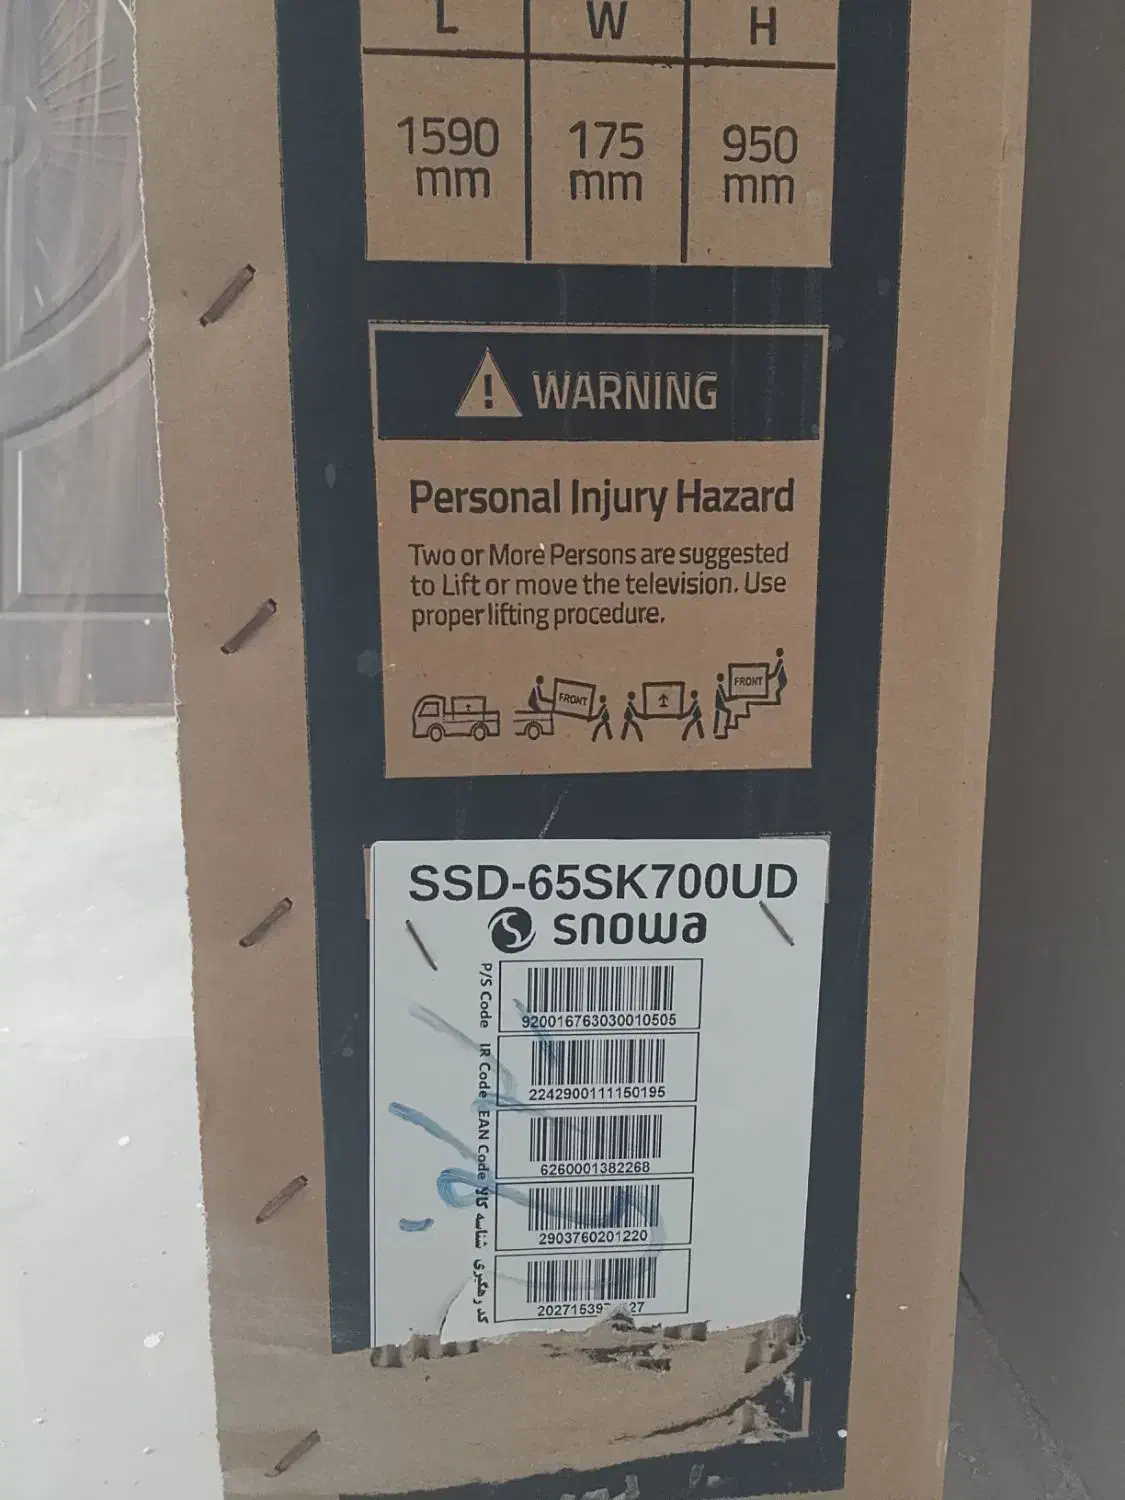 L W H
1590 mm 175 mm 950 mm
WARNING
Personal Injury Hazard
Two or More Persons are suggested
to Lift or move the television. Use
proper lifting procedure.
FRONT FRONT
SSD-65SK700UD
snowa
P/S Code
920016763030010505
IR Code
2242900111150195
EAN Code
6260001382268
شناسه کالا
2903760201220
کد رهگیری